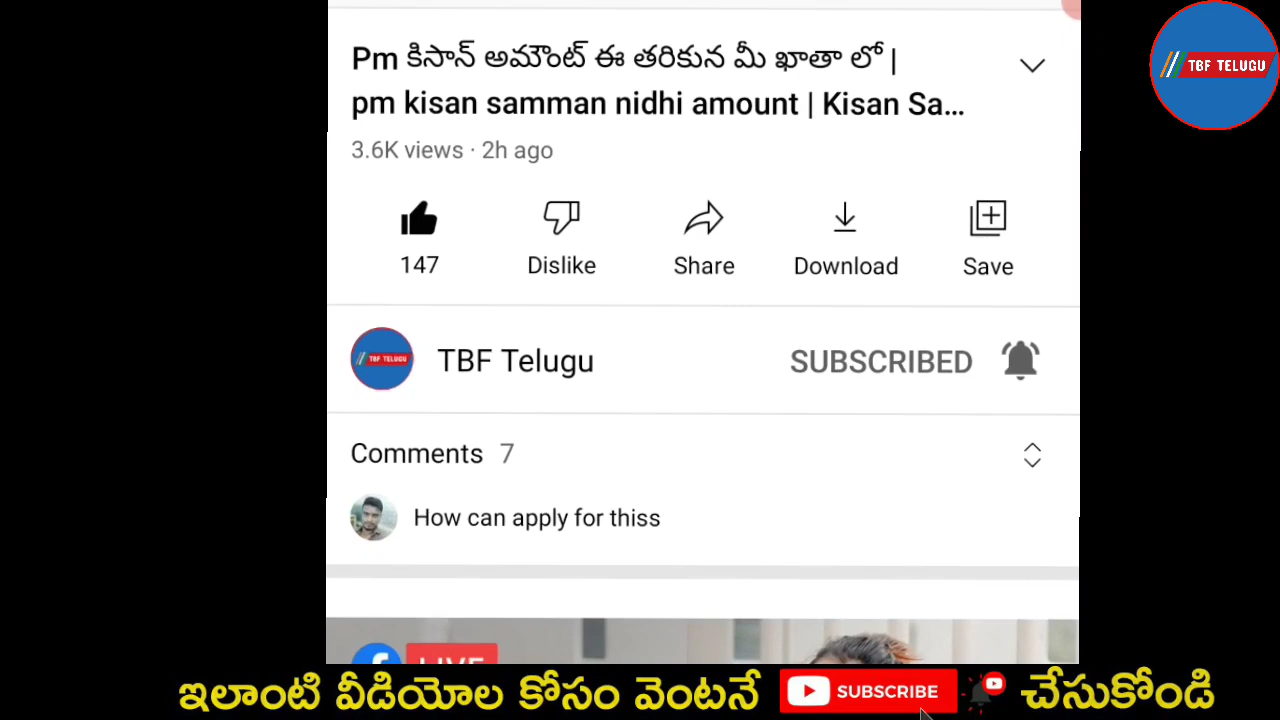 Pm కిసాన్ అమౌంట్ ఈ తరికున మీ ఖాతా లో |
pm kisan samman nidhi amount | Kisan Sa...
3.6K views · 2h ago
147 Dislike Share Download Save
TBF TELUGU
TBF TELUGU
TBF Telugu SUBSCRIBED
Comments 7
How can apply for thiss
LIVE
ఇలాంటి వీడియోల కోసం వెంటనే SUBSCRIBE చేసుకోండి